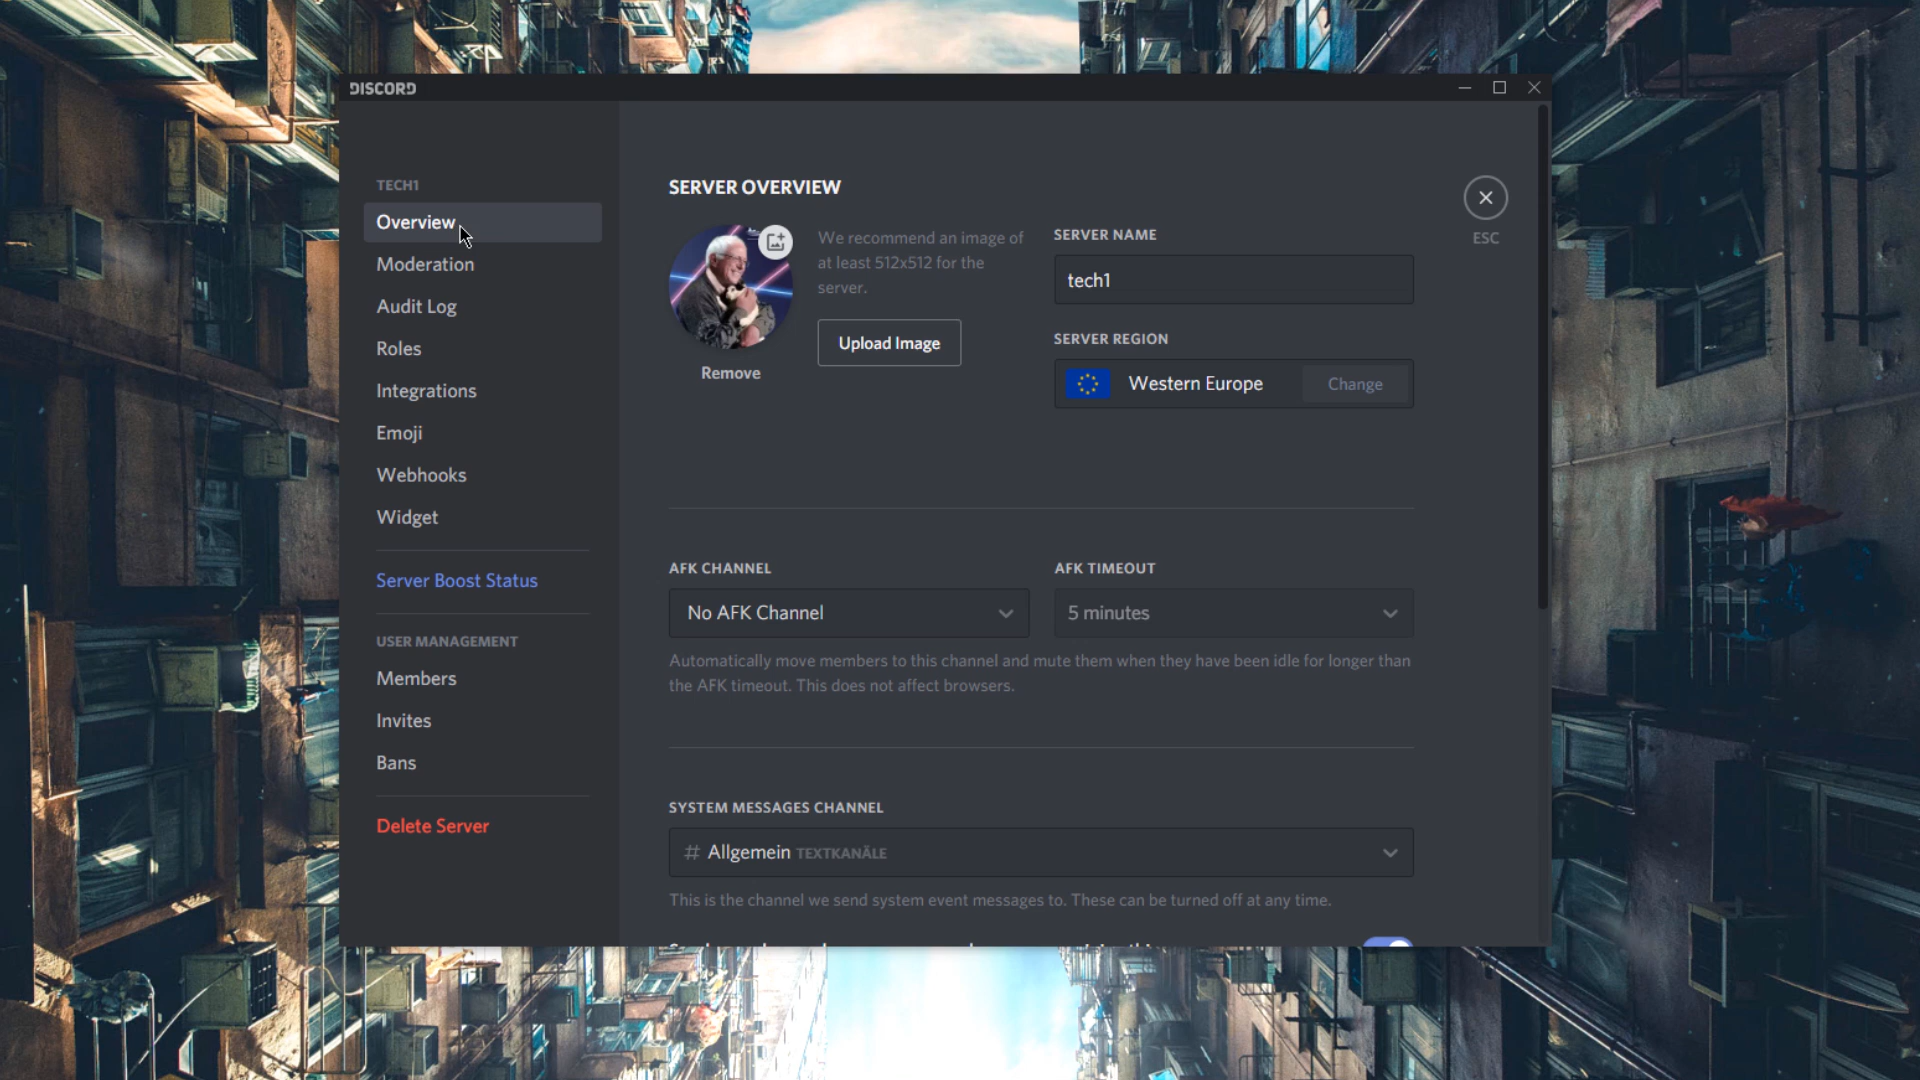 DISCORD
TECH1
Overview
Moderation
Audit Log
Roles
Integrations
Emoji
Webhooks
Widget
Server Boost Status
USER MANAGEMENT
Members
Invites
Bans
Delete Server
SERVER OVERVIEW
We recommend an image of
at least 512x512 for the
server.
Upload Image
Remove
SERVER NAME
tech1
SERVER REGION
Western Europe
Change
ESC
AFK CHANNEL
No AFK Channel
AFK TIMEOUT
5 minutes
Automatically move members to this channel and mute them when they have been idle for longer than
the AFK timeout. This does not affect browsers.
SYSTEM MESSAGES CHANNEL
# Allgemein TEXTKANÄLE
This is the channel we send system event messages to. These can be turned off at any time.